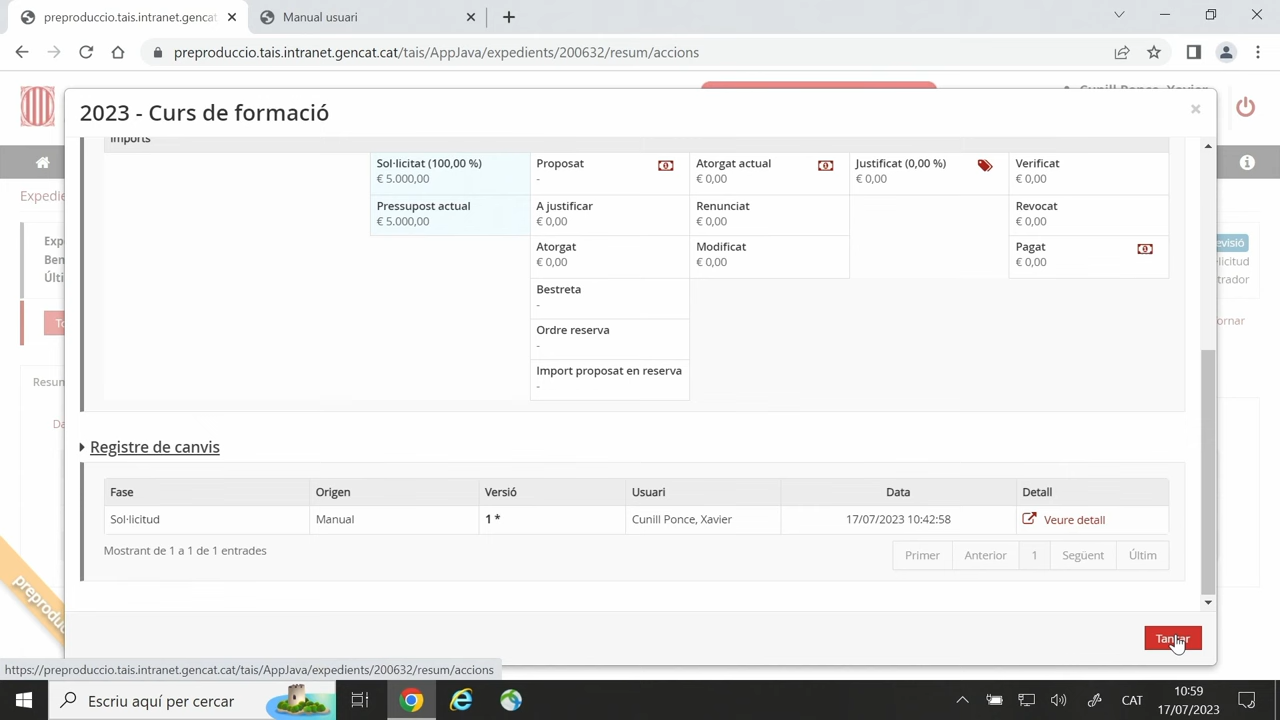 preproduccio.tais.intranet.gencat.cat
Manual usuari
preproduccio.tais.intranet.gencat.cat/tais/AppJava/expedients/200632/resum/accions
Cunill Ponce, Xavier
2023 - Curs de formació
Imports
Sol·licitat (100,00 %)
€ 5.000,00
Proposat
-
Atorgat actual
€ 0,00
Justificat (0,00 %)
€ 0,00
Verificat
€ 0,00
Pressupost actual
€ 5.000,00
A justificar
€ 0,00
Renunciat
€ 0,00
Revocat
€ 0,00
Atorgat
€ 0,00
Modificat
€ 0,00
Pagat
€ 0,00
Bestreta
-
Ordre reserva
-
Import proposat en reserva
-
Registre de canvis
Fase Origen Versió Usuari Data Detall
Sol·licitud Manual 1 * Cunill Ponce, Xavier 17/07/2023 10:42:58 Veure detall
Mostrant de 1 a 1 de 1 entrades
Primer Anterior 1 Següent Últim
Tancar
https://preproduccio.tais.intranet.gencat.cat/tais/AppJava/expedients/200632/resum/accions
Escriu aquí per cercar
CAT
10:59
17/07/2023